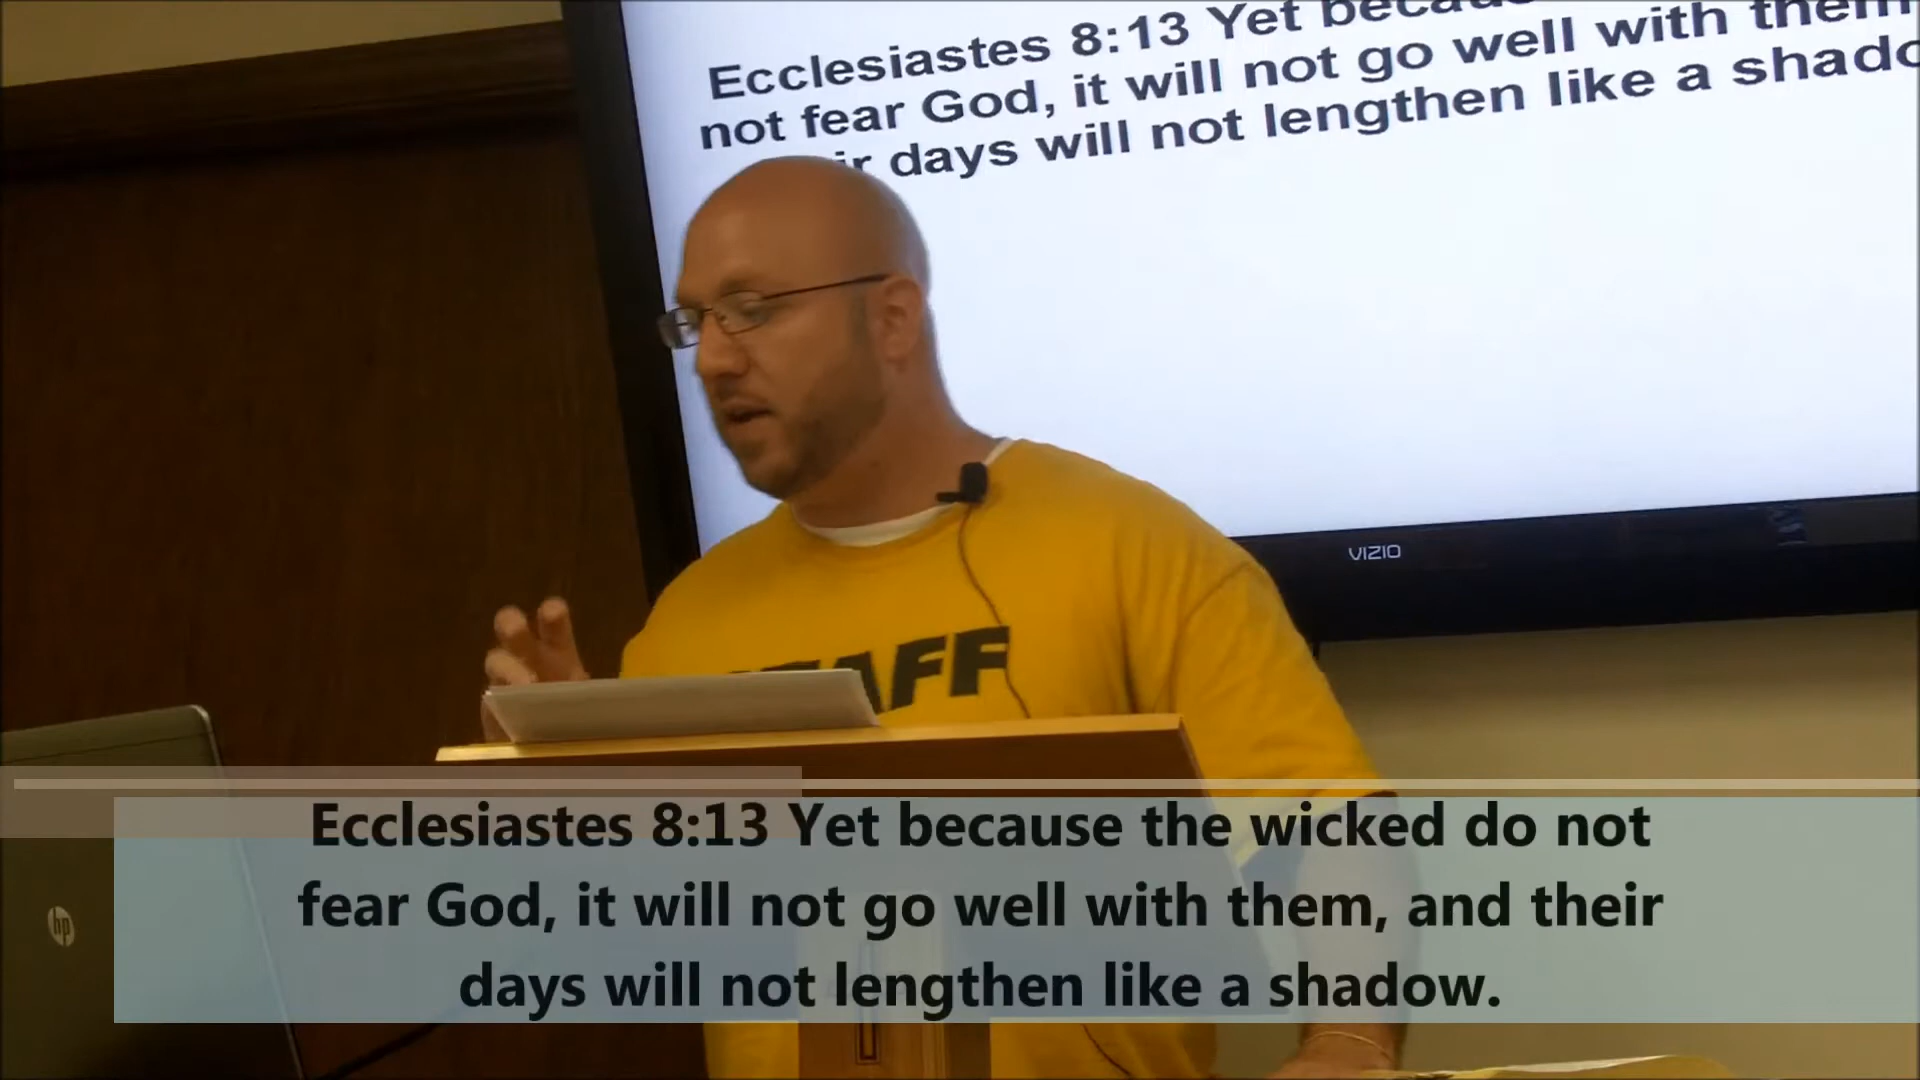 Ecclesiastes 8:13 Yet
not fear God, it will not go well with them
days will not lengthen like a
VIZIO
AFF
hp
Ecclesiastes 8:13 Yet because the wicked do not
fear God, it will not go well with them, and their
days will not lengthen like a shadow.